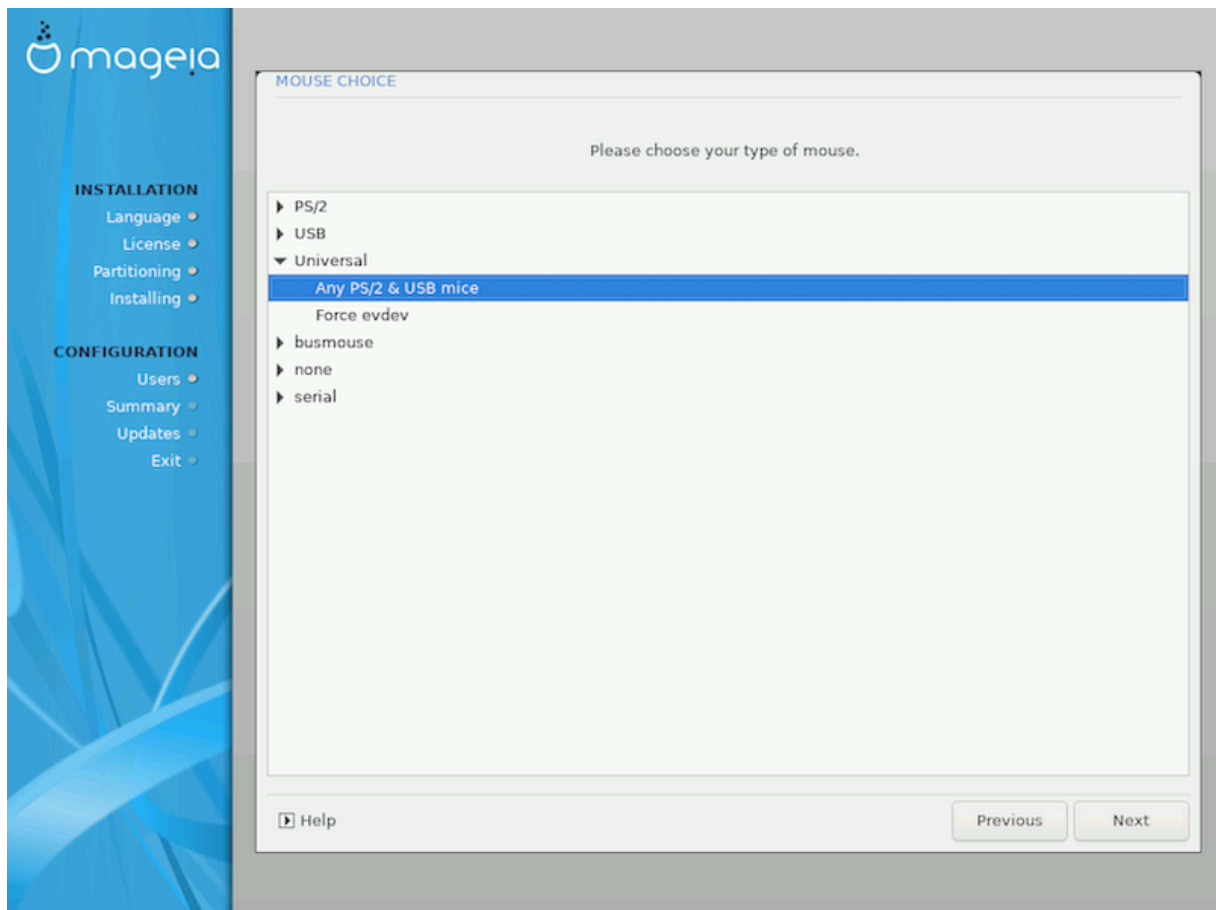 mageia
INSTALLATION
Language
License
Partitioning
Installing
CONFIGURATION
Users
Summary
Updates
Exit
MOUSE CHOICE
Please choose your type of mouse.
PS/2
USB
Universal
Any PS/2 & USB mice
Force evdev
busmouse
none
serial
Help
Previous
Next